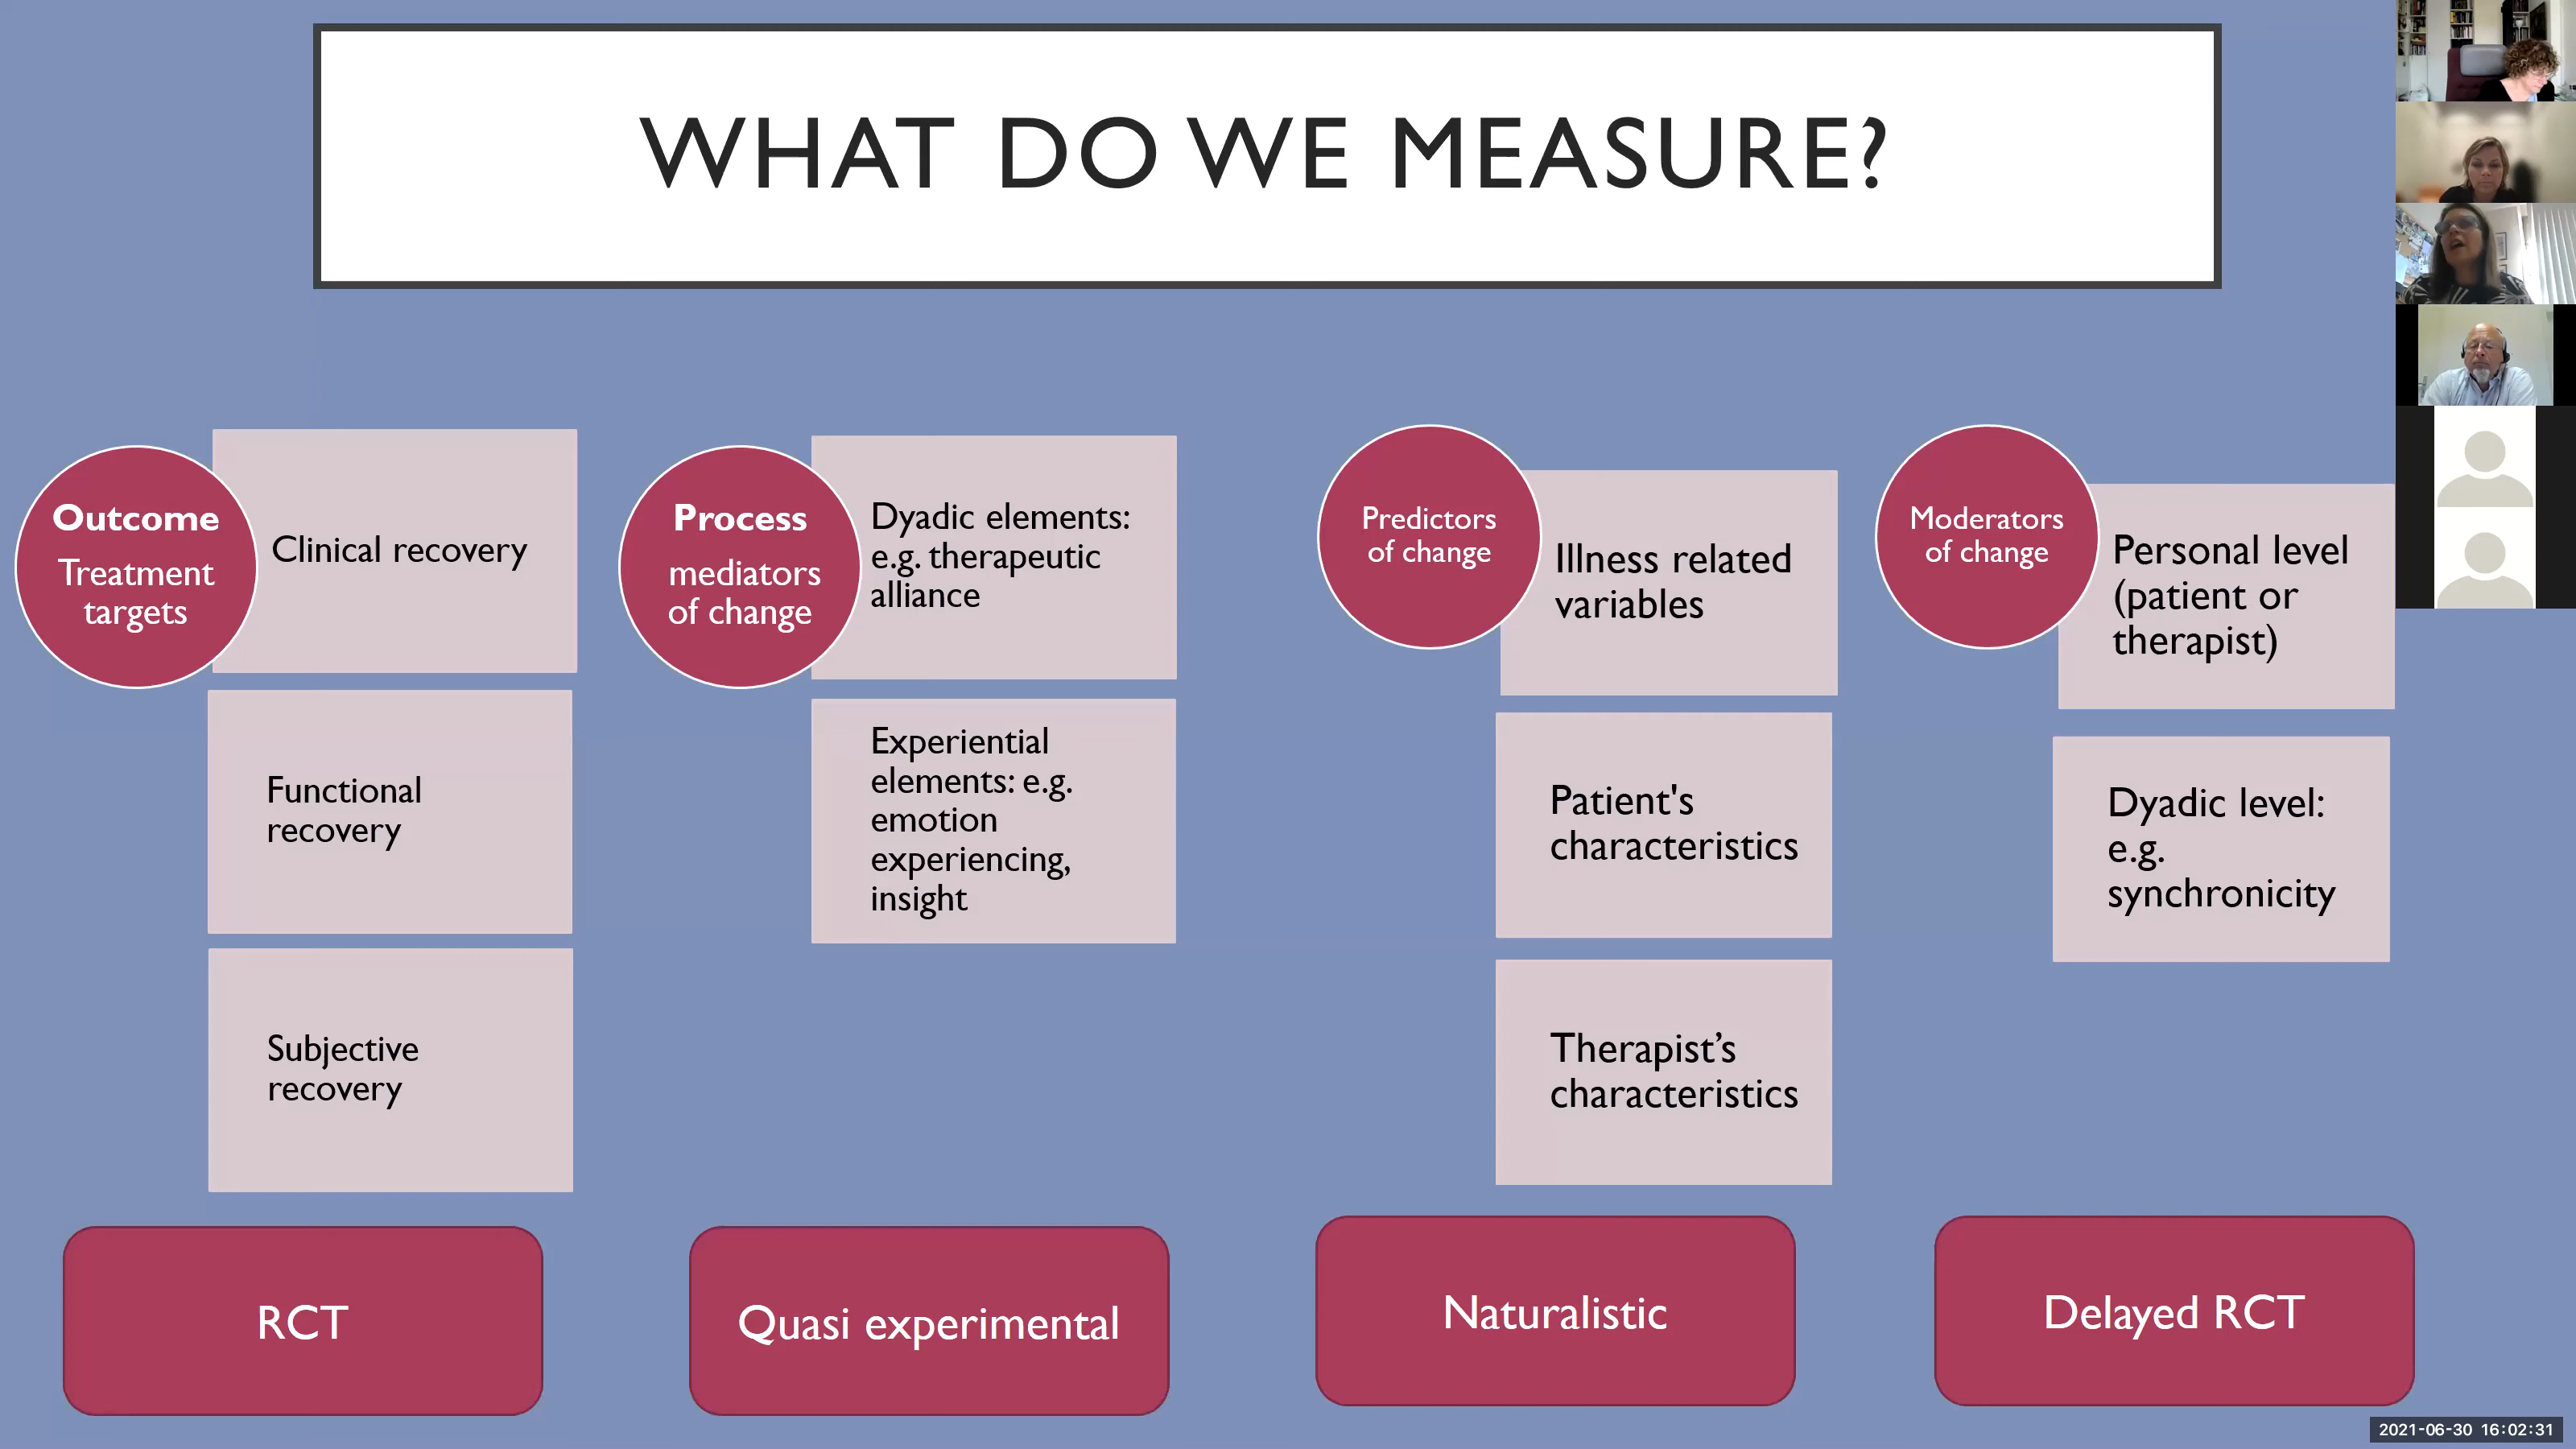 WHAT DO WE MEASURE?
Outcome
Treatment
targets
Clinical recovery
Functional
recovery
Subjective
recovery
Process
mediators
of change
Dyadic elements:
e.g. therapeutic
alliance
Experiential
elements: e.g.
emotion
experiencing,
insight
Predictors
of change
Illness related
variables
Patient's
characteristics
Therapist’s
characteristics
Moderators
of change
Personal level
(patient or
therapist)
Dyadic level:
e.g.
synchronicity
RCT
Quasi experimental
Naturalistic
Delayed RCT
2021-06-30 16:02:31